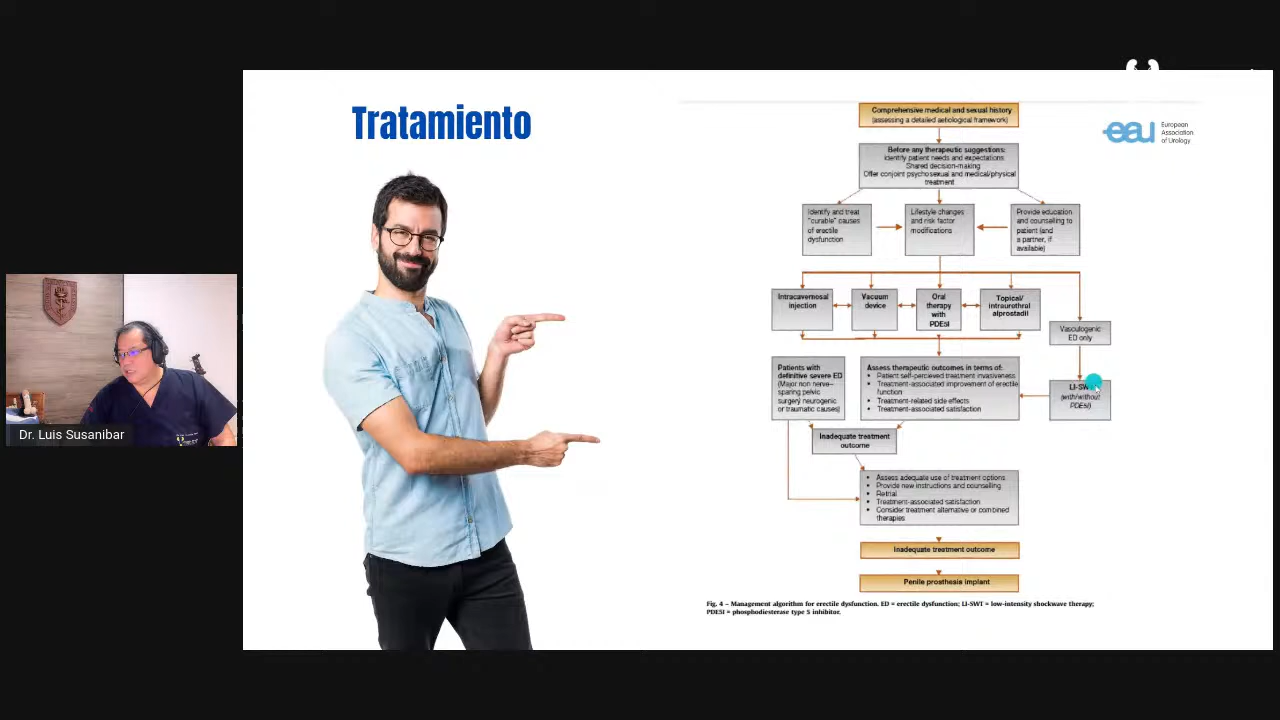 Tratamiento
Comprehensive medical and sexual history
(assessing a detailed aetiological framework)
eau
European
Association
of Urology
Before any therapeutic suggestions:
Identify patient needs and expectations
Shared decision-making
Offer conjoint psychosexual and medical/physical
treatment
Identify and treat
"curable" causes
of erectile
dysfunction
Lifestyle changes
and risk factor
modifications
Provide education
and counselling to
patient (and
a partner, if
available)
Intracavernosal
injection
Vacuum
device
Oral
therapy
with
PDE5I
Topical/
intraurethral
alprostadil
Vasculogenic
ED only
Patients with
definitive severe ED
(Major non nerve–
sparing pelvic
surgery neurogenic
or traumatic causes)
Assess therapeutic outcomes in terms of:
• Patient self-percieved treatment invasiveness
• Treatment-associated improvement of erectile
function
• Treatment-related side effects
• Treatment-associated satisfaction
(with/without
PDE5I)
Inadequate treatment
outcome
• Assess adequate use of treatment options
• Provide new instructions and counselling
• Retrial
• Treatment-associated satisfaction
• Consider treatment alternative or combined
therapies
Inadequate treatment outcome
Penile prosthesis implant
Fig. 4 – Management algorithm for erectile dysfunction. ED = erectile dysfunction; LI-SWT = low-intensity shockwave therapy;
PDE5I = phosphodiesterase type 5 inhibitor.
Dr. Luis Susanibar